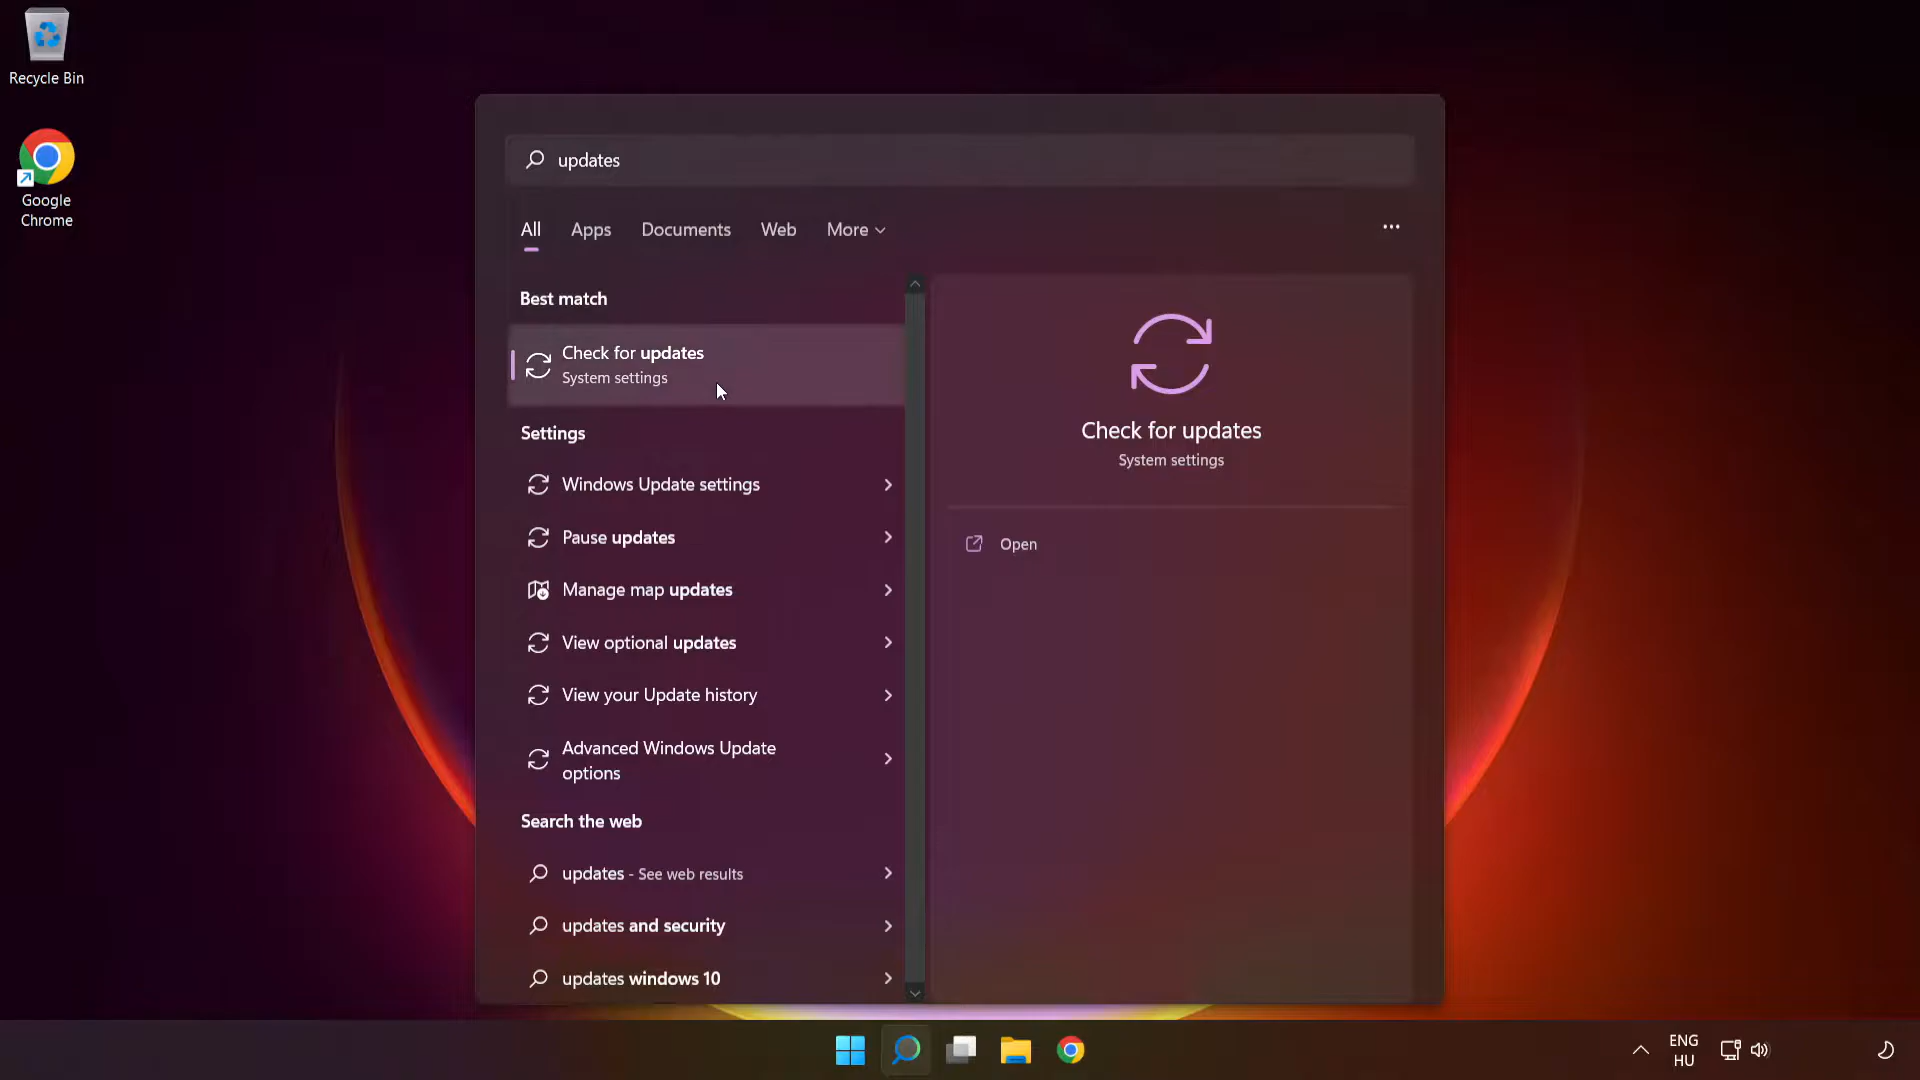 Recycle Bin
Google
Chrome
updates
All
Apps
Documents
Web
More
Best match
Check for updates
System settings
Settings
Windows Update settings
Pause updates
Manage map updates
View optional updates
View your Update history
Advanced Windows Update
options
Search the web
updates - See web results
updates and security
updates windows 10
Check for updates
System settings
Open
ENG
HU